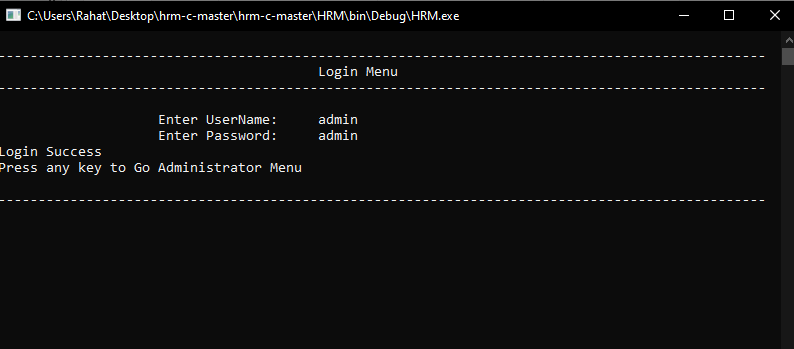 C:\Users\Rahat\Desktop\hrm-c-master\hrm-c-master\HRM\bin\Debug\HRM.exe
------------------------------------------------------------------------------------------------
Login Menu
------------------------------------------------------------------------------------------------
Enter UserName: admin
Enter Password: admin
Login Success
Press any key to Go Administrator Menu
------------------------------------------------------------------------------------------------